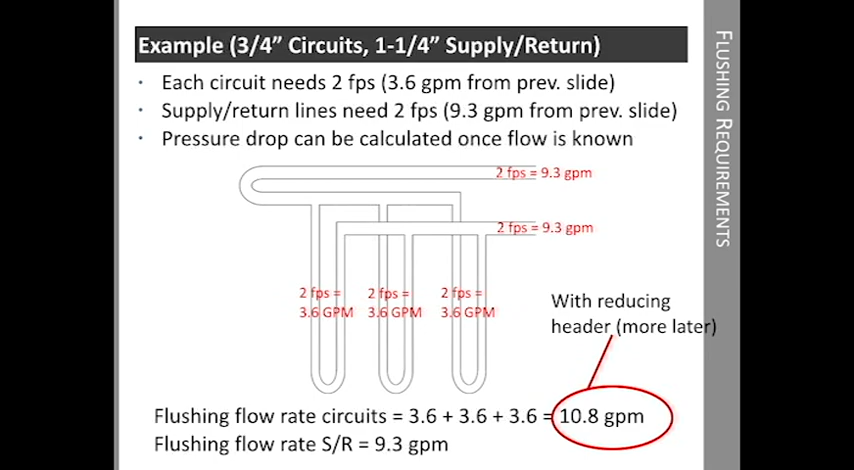 Example (3/4” Circuits, 1-1/4” Supply/Return)
· Each circuit needs 2 fps (3.6 gpm from prev. slide)
· Supply/return lines need 2 fps (9.3 gpm from prev. slide)
· Pressure drop can be calculated once flow is known
FLUSHING REQUIREMENTS
2 fps = 9.3 gpm
2 fps = 9.3 gpm
2 fps =
3.6 GPM
2 fps =
3.6 GPM
2 fps =
3.6 GPM
With reducing
header (more later)
Flushing flow rate circuits = 3.6 + 3.6 + 3.6 = 10.8 gpm
Flushing flow rate S/R = 9.3 gpm